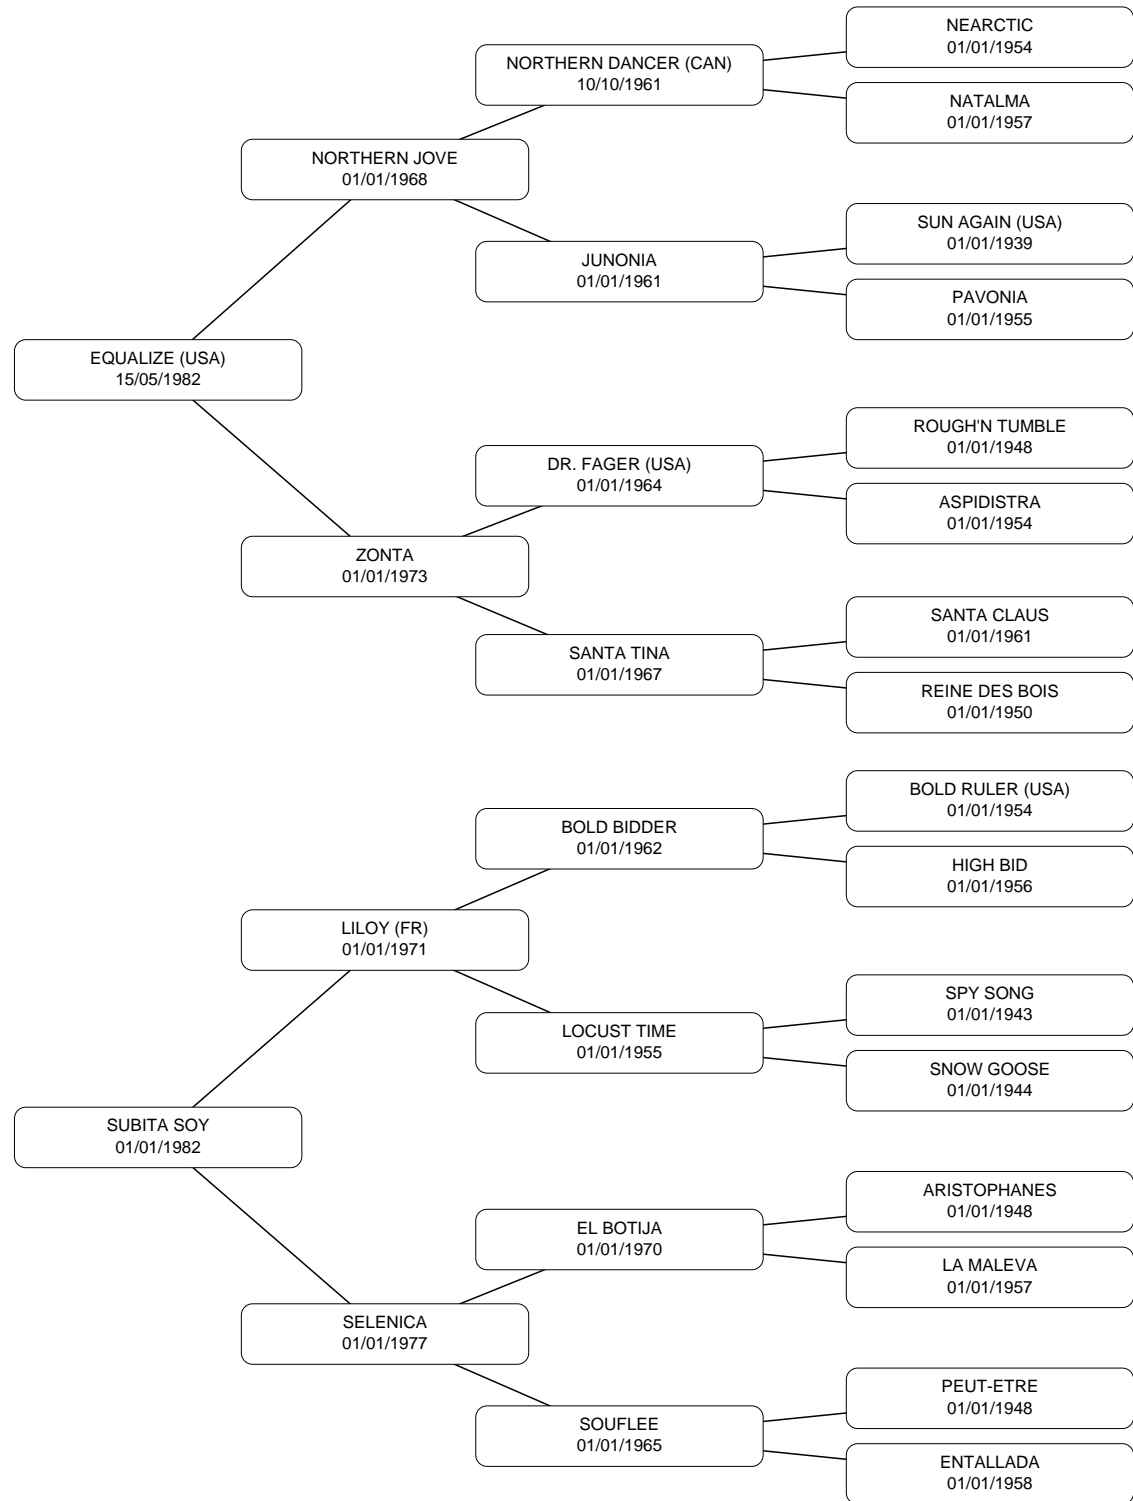 NEARCTIC
01/01/1954
NORTHERN DANCER (CAN)
10/10/1961
NATALMA
01/01/1957
NORTHERN JOVE
01/01/1968
SUN AGAIN (USA)
01/01/1939
JUNONIA
01/01/1961
PAVONIA
01/01/1955
EQUALIZE (USA)
15/05/1982
ROUGH'N TUMBLE
01/01/1948
DR. FAGER (USA)
01/01/1964
ASPIDISTRA
01/01/1954
ZONTA
01/01/1973
SANTA CLAUS
01/01/1961
SANTA TINA
01/01/1967
REINE DES BOIS
01/01/1950
BOLD RULER (USA)
01/01/1954
BOLD BIDDER
01/01/1962
HIGH BID
01/01/1956
LILOY (FR)
01/01/1971
SPY SONG
01/01/1943
LOCUST TIME
01/01/1955
SNOW GOOSE
01/01/1944
SUBITA SOY
01/01/1982
ARISTOPHANES
01/01/1948
EL BOTIJA
01/01/1970
LA MALEVA
01/01/1957
SELENICA
01/01/1977
PEUT-ETRE
01/01/1948
SOUFLEE
01/01/1965
ENTALLADA
01/01/1958